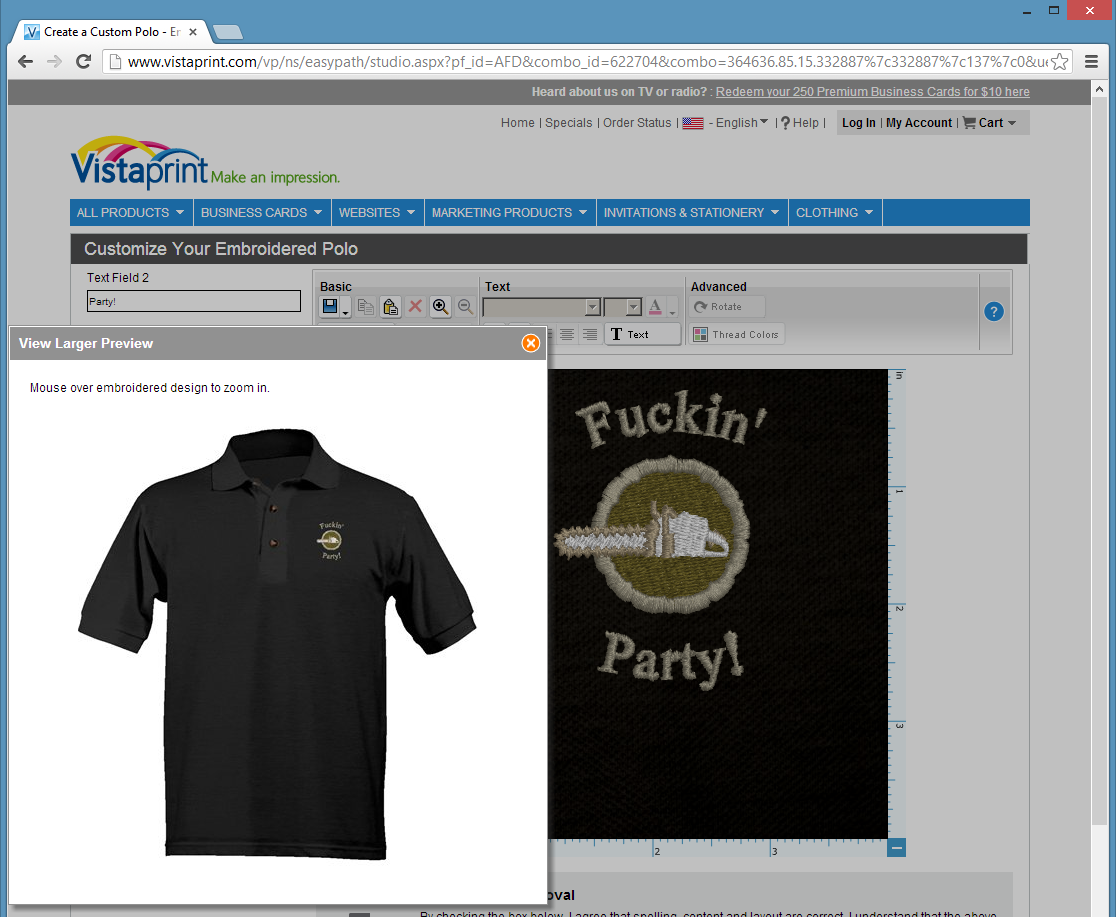 Create a Custom Polo - Er
www.vistaprint.com/vp/ns/easypath/studio.aspx?pf_id=AFD&combo_id=622704&combo=364636.85.15.332887%7c332887%7c137%7c0&ue
Heard about us on TV or radio? : Redeem your 250 Premium Business Cards for $10 here
Home | Specials | Order Status | - English | ? Help | Log In | My Account | Cart
Vistaprint Make an impression.
ALL PRODUCTS BUSINESS CARDS WEBSITES MARKETING PRODUCTS INVITATIONS & STATIONERY CLOTHING
Customize Your Embroidered Polo
Text Field 2
Party!
Basic Text Advanced
A Rotate
?
T Text Thread Colors
View Larger Preview
Mouse over embroidered design to zoom in.
Fuckin'
Party!
Fuckin'
Party!
in
1
2
3
2 3
oval
By checking the box below, I agree that spelling, content and layout are correct. I understand that the above